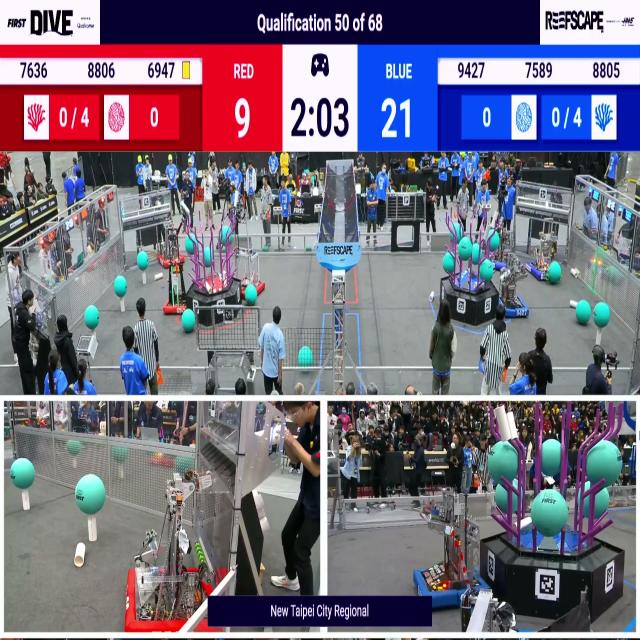 FIRST DIVE
Qualification 50 of 68
REEFSCAPE
7636 8806 6947
RED
BLUE
9427 7589 8805
0 / 4
0
9
2:03
21
0
0 / 4
REEFSCAPE
FIRST
New Taipei City Regional